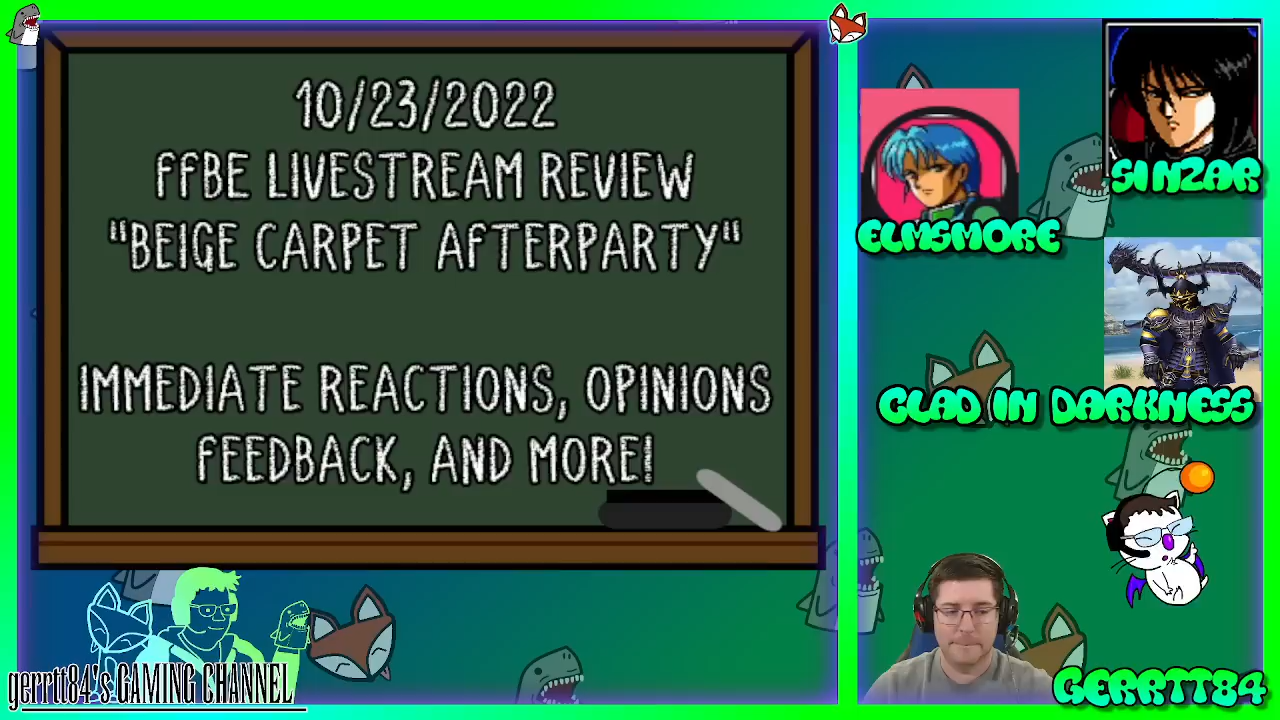 10/23/2022
FFBE LIVESTREAM REVIEW
"BEIGE CARPET AFTERPARTY"
IMMEDIATE REACTIONS, OPINIONS
FEEDBACK, AND MORE!
SINZAR
ELMSMORE
GLAD IN DARKNESS
GERRTT84
gerrtt84's GAMING CHANNEL